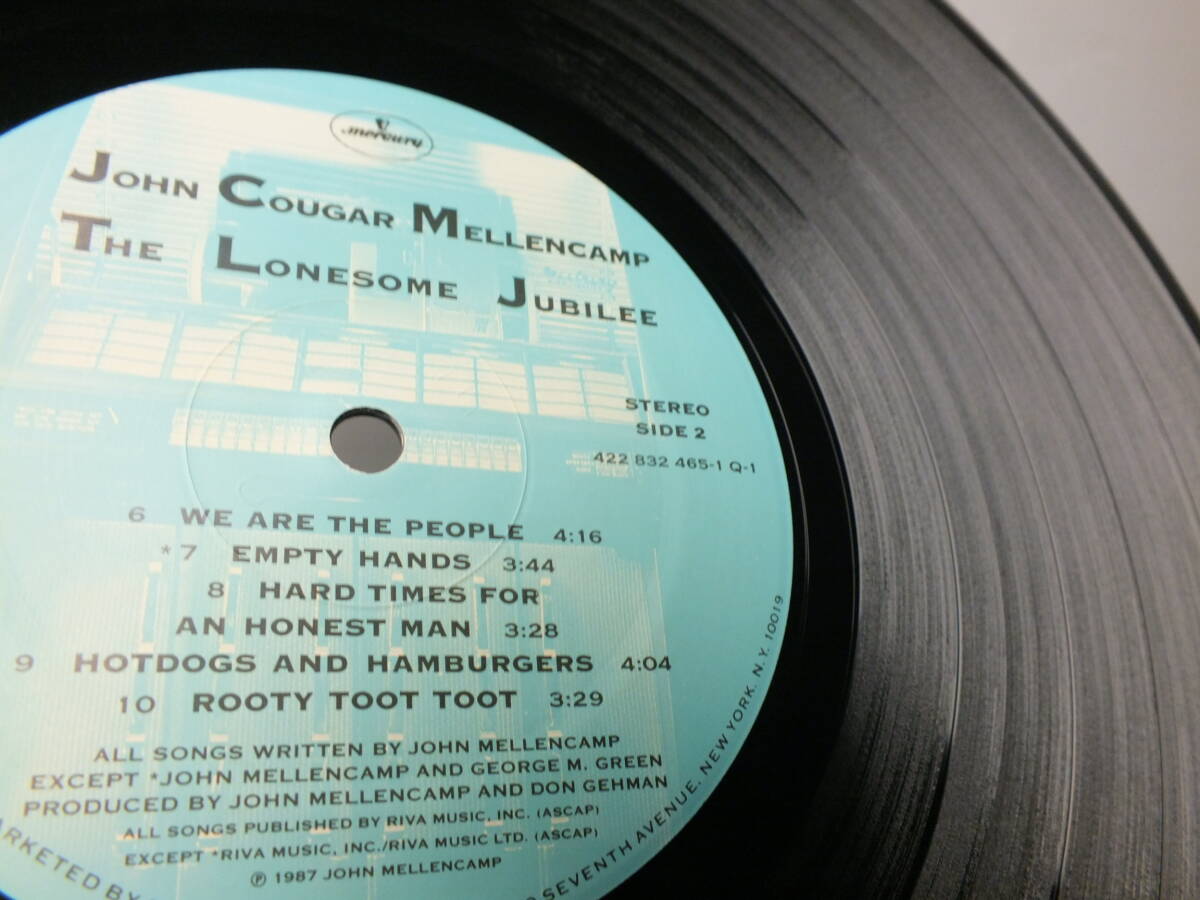 mercury
JOHN COUGAR MELLENCAMP
THE LONESOME JUBILEE
STEREO
SIDE 2
422 832 465-1 Q-1
6 WE ARE THE PEOPLE 4:16
*7 EMPTY HANDS 3:44
8 HARD TIMES FOR
AN HONEST MAN 3:28
9 HOTDOGS AND HAMBURGERS 4:04
10 ROOTY TOOT TOOT 3:29
ALL SONGS WRITTEN BY JOHN MELLENCAMP
EXCEPT *JOHN MELLENCAMP AND GEORGE M. GREEN
PRODUCED BY JOHN MELLENCAMP AND DON GEHMAN
ALL SONGS PUBLISHED BY RIVA MUSIC, INC. (ASCAP)
EXCEPT *RIVA MUSIC, INC./RIVA MUSIC LTD. (ASCAP)
℗ 1987 JOHN MELLENCAMP
ARKETED BY
SEVENTH AVENUE, NEW YORK, N.Y. 10019